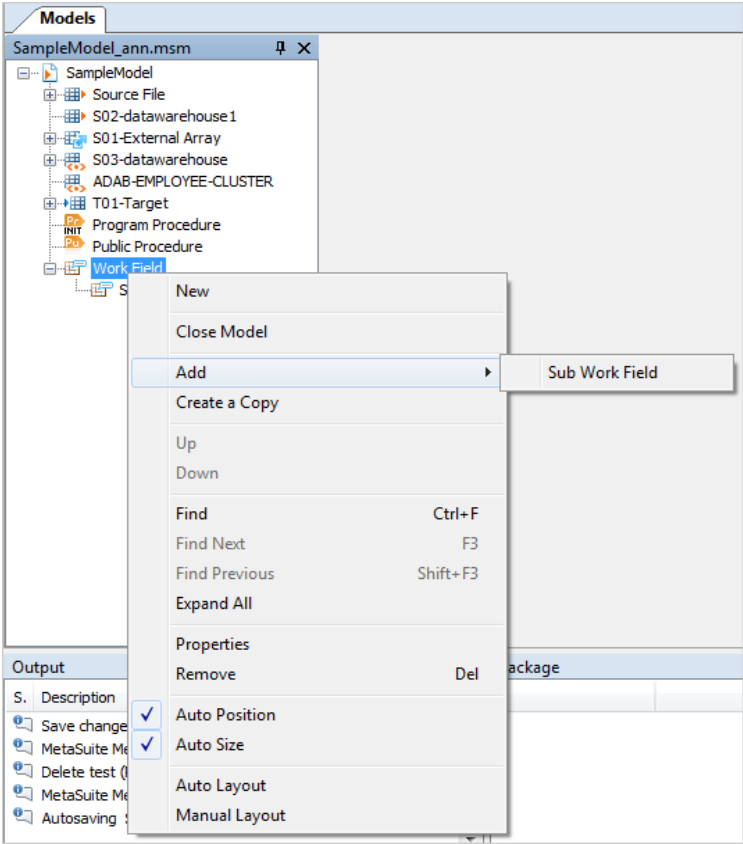 Models
SampleModel_ann.msm
SampleModel
Source File
S02-datawarehouse1
S01-External Array
S03-datawarehouse
ADAB-EMPLOYEE-CLUSTER
T01-Target
Pr INIT Program Procedure
Pu Public Procedure
Work Field
S
New
Close Model
Add Sub Work Field
Create a Copy
Up
Down
Find Ctrl+F
Find Next F3
Find Previous Shift+F3
Expand All
Properties
Remove Del
Auto Position
Auto Size
Auto Layout
Manual Layout
Output ackage
S. Description
Save change
MetaSuite Me
Delete test (
MetaSuite Me
Autosaving